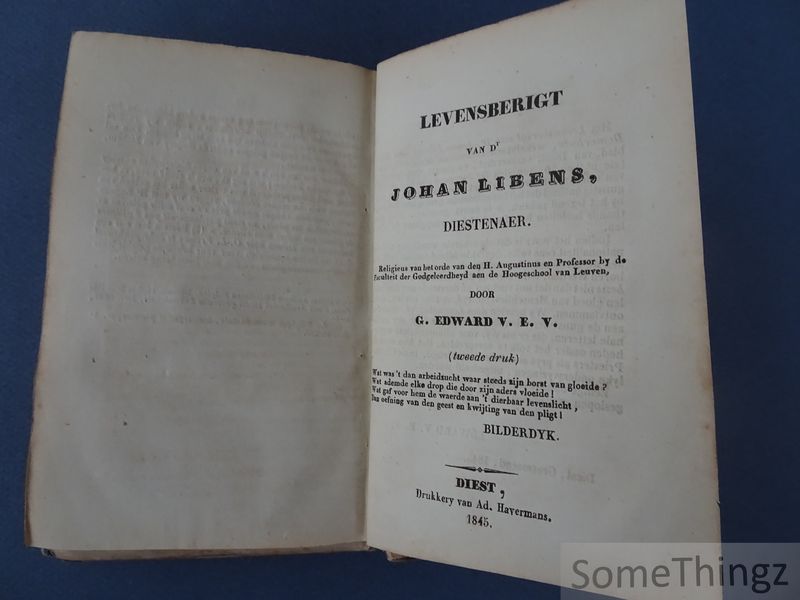 LEVENSBERIGT
VAN Dr
JOHAN LIBENS,
DIESTENAER.
Religieus van het orde van den H. Augustinus en Professor by de
Faculteit der Godgeleerdheyd aen de Hoogeschool van Leuven,
DOOR
G. EDWARD V. E. V.
(tweede druk)
Wat was 't dan arbeidzucht waar steeds zijn borst van gloeide ?
Wat ademde elke drop die door zijn aders vloeide !
Wat gaf voor hem de waerde aan 't dierbaar levenslicht,
Dan oefning van den geest en kwijting van den pligt !
BILDERDYK.
DIEST,
Drukkery van Ad. Havermans.
1845.
SomeThingz